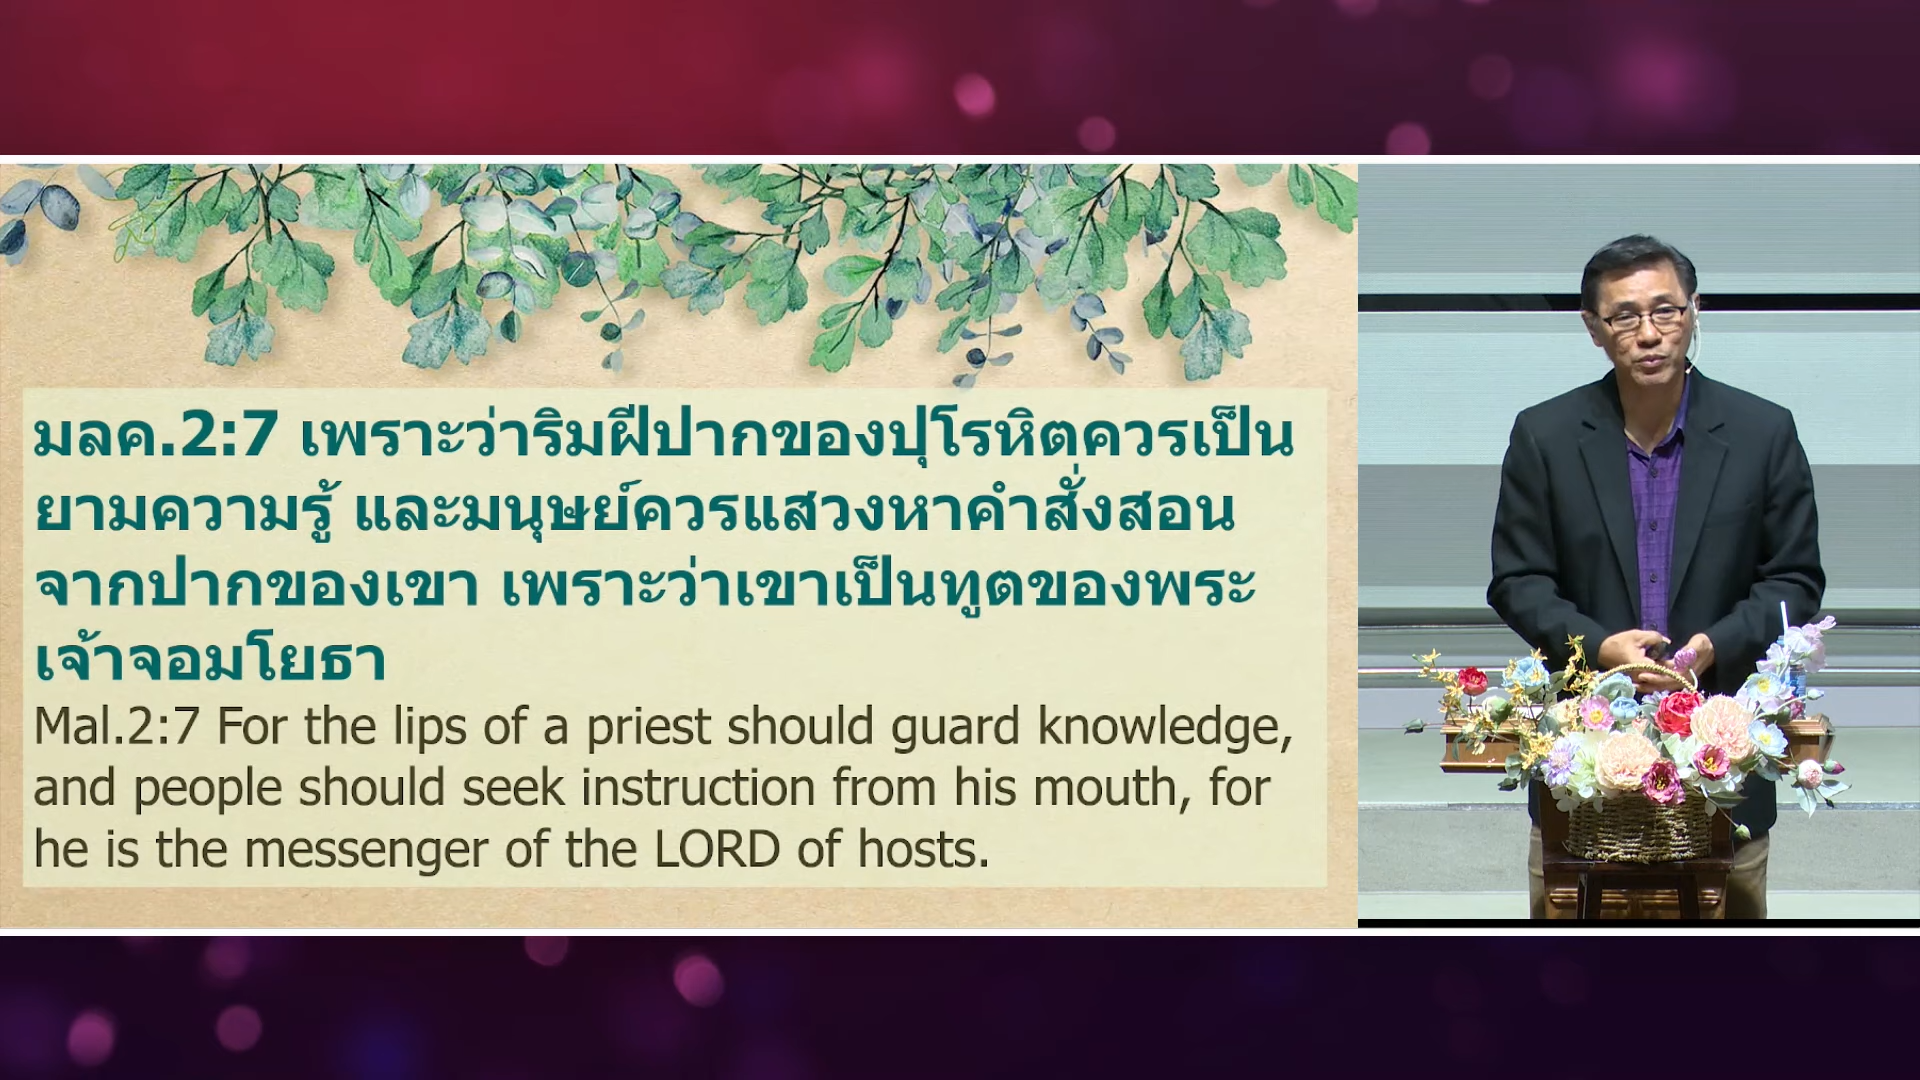 มลค.2:7 เพราะว่าริมฝีปากของปุโรหิตควรเป็น
ยามความรู้ และมนุษย์ควรแสวงหาคำสั่งสอน
จากปากของเขา เพราะว่าเขาเป็นทูตของพระ
เจ้าจอมโยธา
Mal.2:7 For the lips of a priest should guard knowledge,
and people should seek instruction from his mouth, for
he is the messenger of the LORD of hosts.